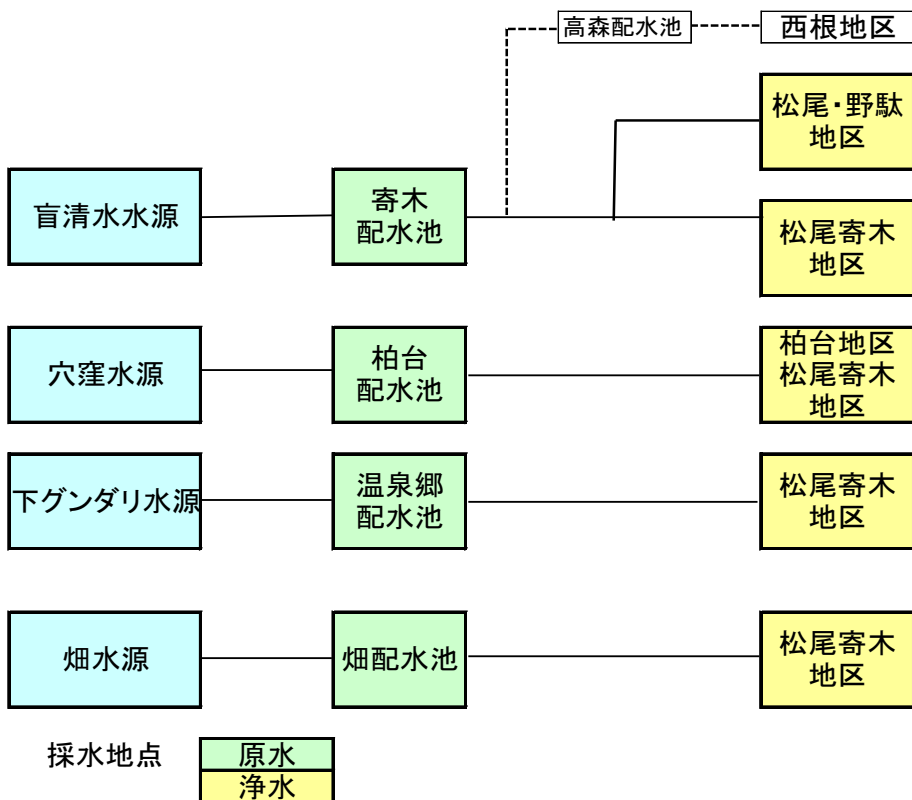 高森配水池
西根地区
松尾・野駄
地区
盲清水水源
寄木
配水池
松尾寄木
地区
穴窪水源
柏台
配水池
柏台地区
松尾寄木
地区
下グンダリ水源
温泉郷
配水池
松尾寄木
地区
畑水源
畑配水池
松尾寄木
地区
採水地点
原水
浄水